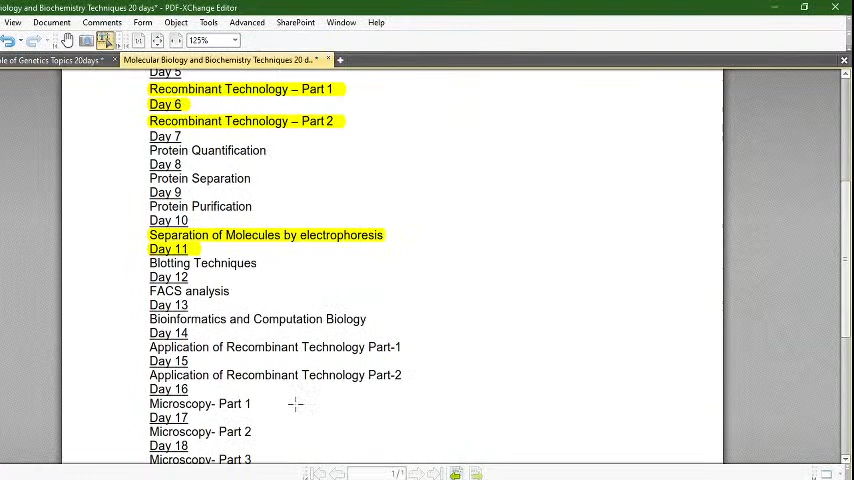 ology and Biochemistry Techniques 20 days* - PDF-XChange Editor
View Document Comments Form Object Tools Advanced SharePoint Window Help
125%
le of Genetics Topics 20days *
Molecular Biology and Biochemistry Techniques 20 d.. *
Day 5
Recombinant Technology – Part 1
Day 6
Recombinant Technology – Part 2
Day 7
Protein Quantification
Day 8
Protein Separation
Day 9
Protein Purification
Day 10
Separation of Molecules by electrophoresis
Day 11
Blotting Techniques
Day 12
FACS analysis
Day 13
Bioinformatics and Computation Biology
Day 14
Application of Recombinant Technology Part-1
Day 15
Application of Recombinant Technology Part-2
Day 16
Microscopy- Part 1
Day 17
Microscopy- Part 2
Day 18
Microscopy- Part 3
1/1